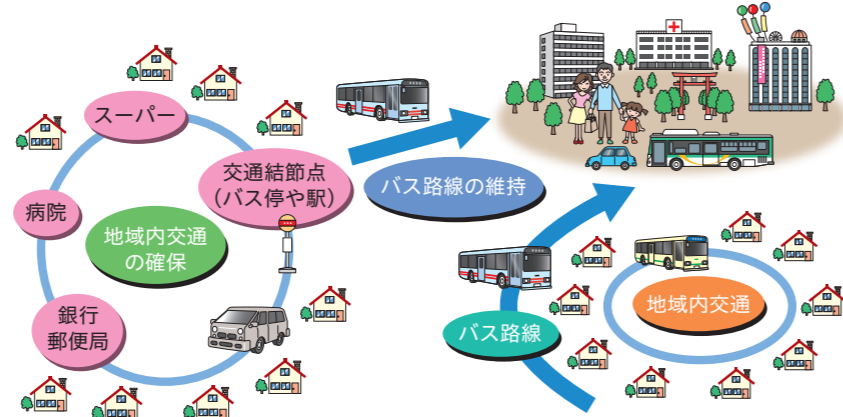 スーパー
交通結節点
(バス停や駅)
病院
地域内交通
の確保
銀行
郵便局
バス路線の維持
バス路線
地域内交通